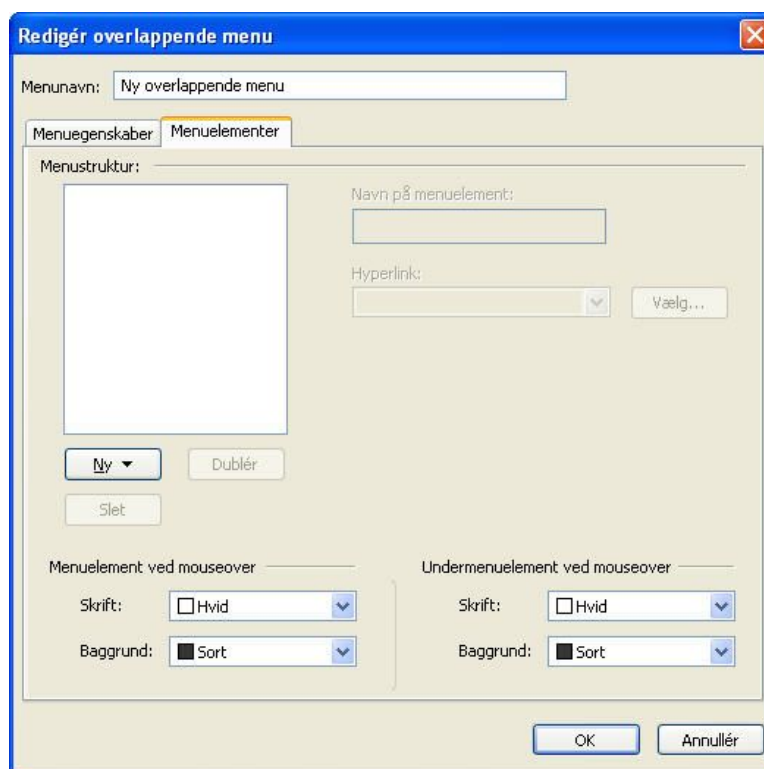 Redigér overlappende menu
Menunavn: Ny overlappende menu
Menuegenskaber Menuelementer
Menustruktur:
Navn på menuelement:
Hyperlink:
Vælg...
Ny Dublér
Slet
Menuelement ved mouseover Undermenuelement ved mouseover
Skrift: Hvid Skrift: Hvid
Baggrund: Sort Baggrund: Sort
OK Annullér